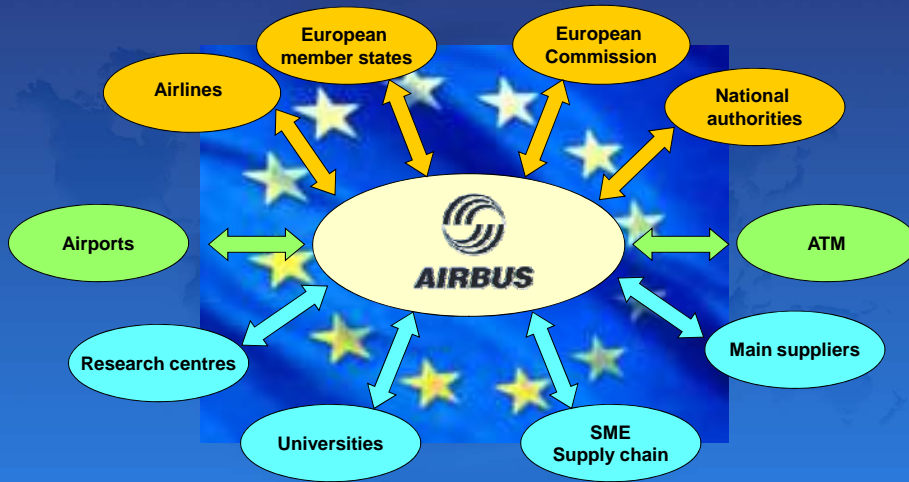 European
member states
European
Commission
Airlines
National
authorities
Airports
AIRBUS
ATM
Research centres
Main suppliers
Universities
SME
Supply chain